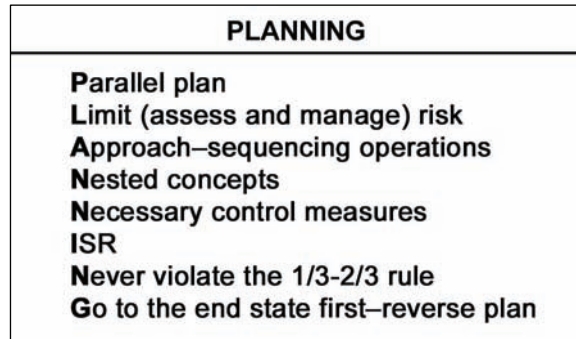 PLANNING
Parallel plan
Limit (assess and manage) risk
Approach–sequencing operations
Nested concepts
Necessary control measures
ISR
Never violate the 1/3-2/3 rule
Go to the end state first–reverse plan